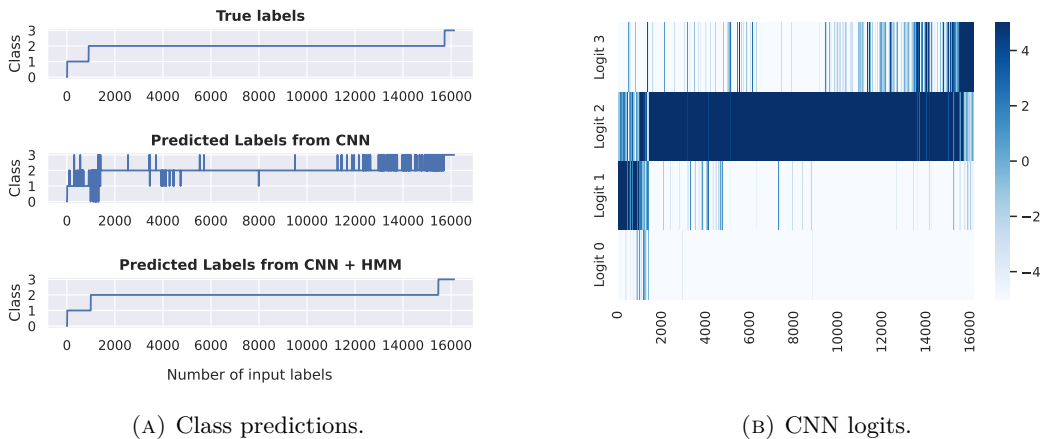 True labels
Class
3
2
1
0
0 2000 4000 6000 8000 10000 12000 14000 16000
Predicted Labels from CNN
Class
3
2
1
0
0 2000 4000 6000 8000 10000 12000 14000 16000
Predicted Labels from CNN + HMM
Class
3
2
1
0
0 2000 4000 6000 8000 10000 12000 14000 16000
Number of input labels
(A) Class predictions.
Logit 3
Logit 2
Logit 1
Logit 0
0 2000 4000 6000 8000 10000 12000 14000 16000
4
2
0
−2
−4
(B) CNN logits.